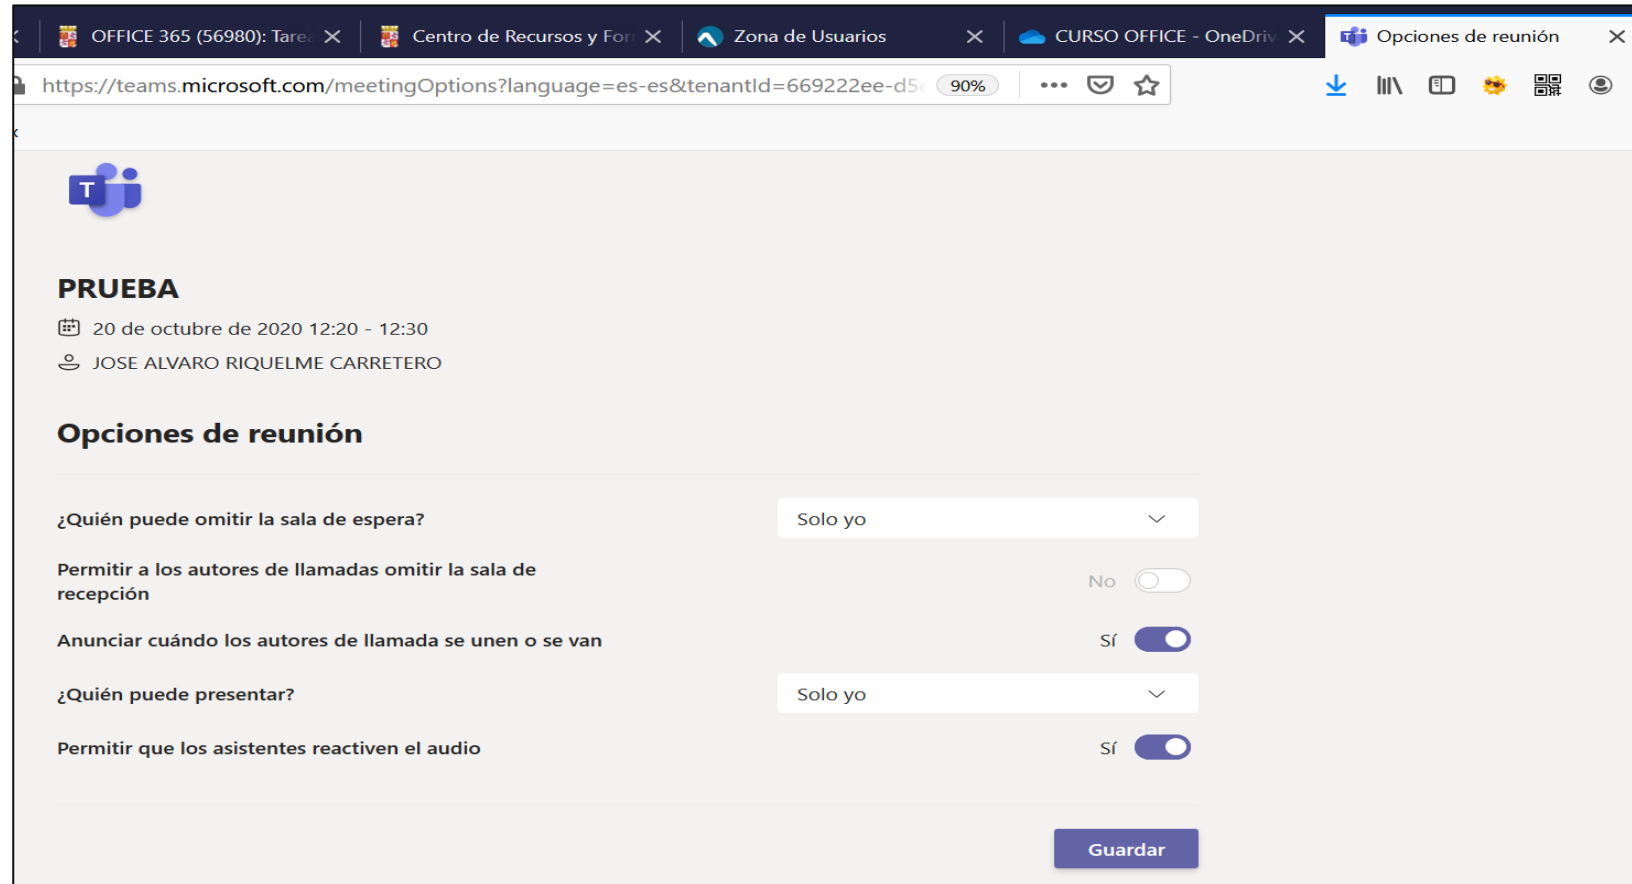 OFFICE 365 (56980): Tarea
Centro de Recursos y For
Zona de Usuarios
CURSO OFFICE - OneDriv
Opciones de reunión
https://teams.microsoft.com/meetingOptions?language=es-es&tenantId=669222ee-d5
90%
T
PRUEBA
20 de octubre de 2020 12:20 - 12:30
JOSE ALVARO RIQUELME CARRETERO
Opciones de reunión
¿Quién puede omitir la sala de espera?
Solo yo
Permitir a los autores de llamadas omitir la sala de
recepción
No
Anunciar cuándo los autores de llamada se unen o se van
Sí
¿Quién puede presentar?
Solo yo
Permitir que los asistentes reactiven el audio
Sí
Guardar